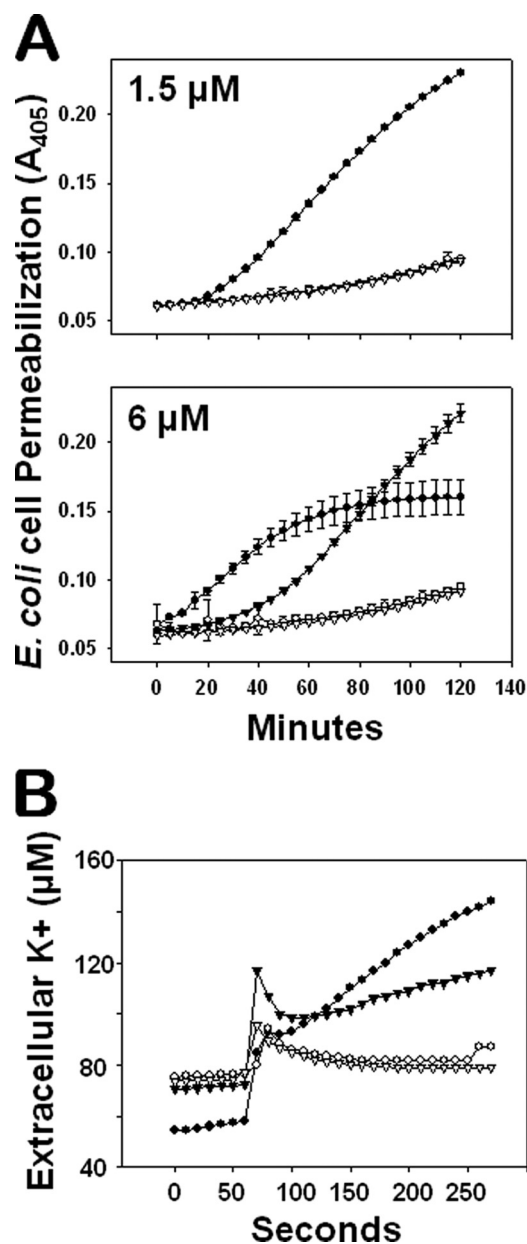 A
E. coli cell Permeabilization (A405)
1.5 µM
0.20
0.15
0.10
0.05
6 µM
0.20
0.15
0.10
0.05
0 20 40 60 80 100 120 140
Minutes
B
Extracellular K+ (µM)
160
120
80
40
0 50 100 150 200 250
Seconds